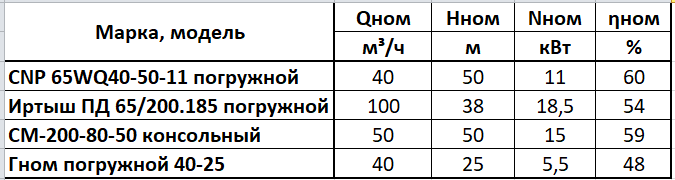 Марка, модель Qном Hном Nном ηном
м³/ч м кВт %
CNP 65WQ40-50-11 погружной 40 50 11 60
Иртыш ПД 65/200.185 погружной 100 38 18,5 54
СМ-200-80-50 консольный 50 50 15 59
Гном погружной 40-25 40 25 5,5 48